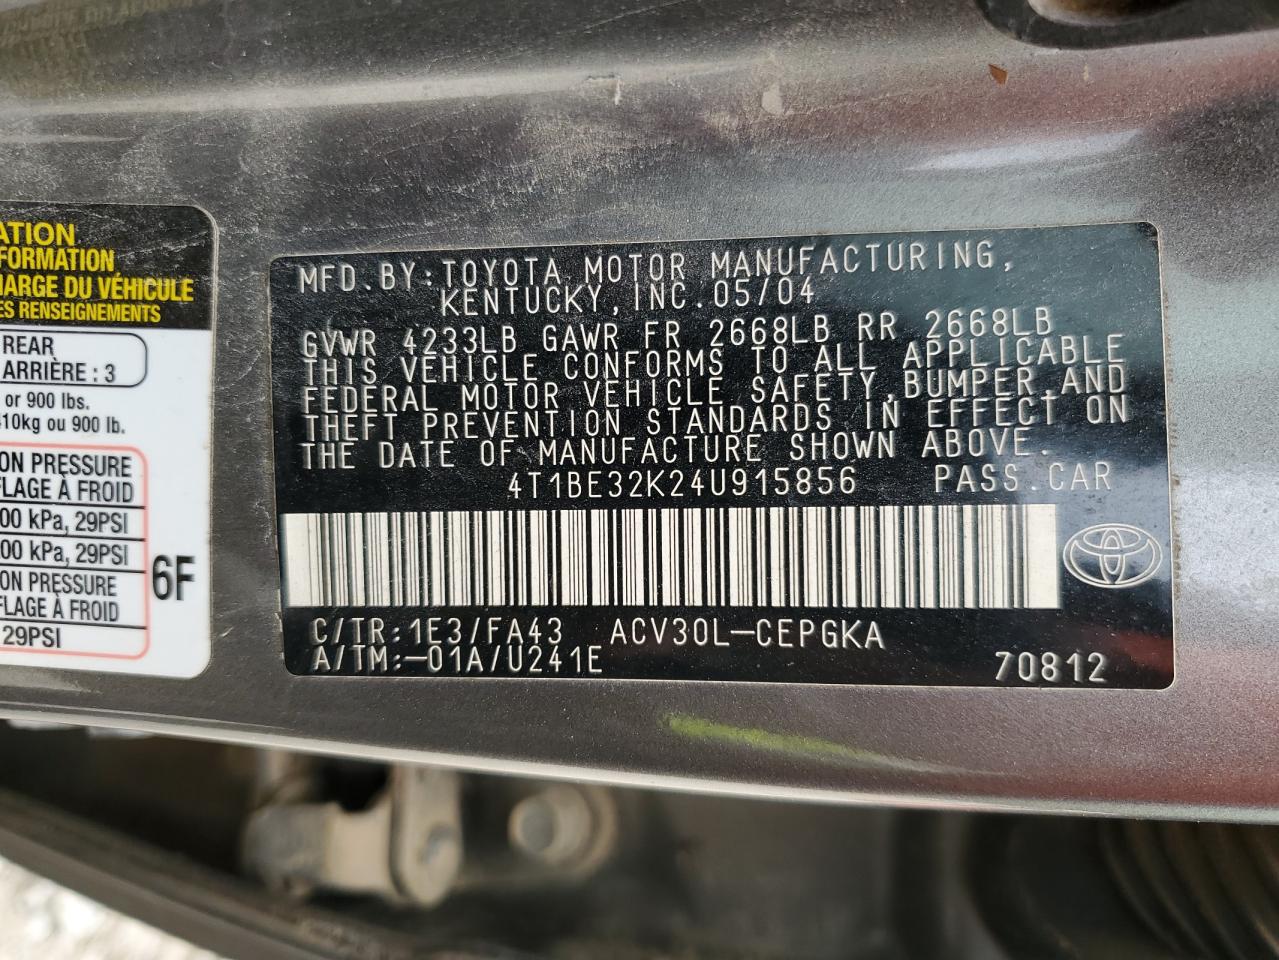 ATION
FORMATION
HARGE DU VÉHICULE
ES RENSEIGNEMENTS
REAR
ARRIÈRE : 3
or 900 lbs.
410kg ou 900 lb.
ON PRESSURE
FLAGE À FROID
00 kPa, 29PSI
00 kPa, 29PSI
ON PRESSURE
FLAGE À FROID
29PSI
6F
MFD. BY: TOYOTA MOTOR MANUFACTURING,
KENTUCKY, INC. 05/04
GVWR 4233LB GAWR FR 2668LB RR 2668LB
THIS VEHICLE CONFORMS TO ALL APPLICABLE
FEDERAL MOTOR VEHICLE SAFETY, BUMPER, AND
THEFT PREVENTION STANDARDS IN EFFECT ON
THE DATE OF MANUFACTURE SHOWN ABOVE.
4T1BE32K24U915856 PASS. CAR
C/TR: 1E3/FA43 ACV30L-CEPGKA
A/TM:-01A/U241E
70812